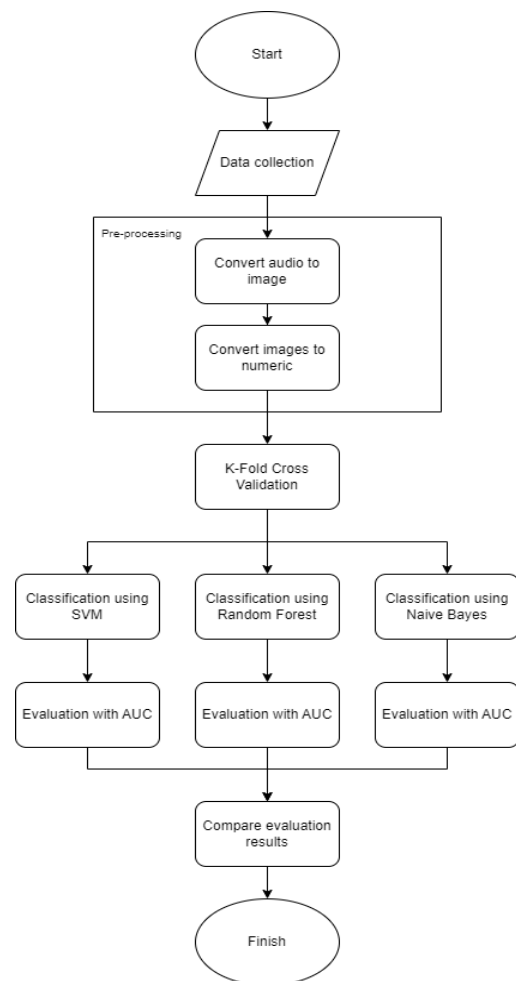 Start
Data collection
Pre-processing
Convert audio to
image
Convert images to
numeric
K-Fold Cross
Validation
Classification using
SVM
Classification using
Random Forest
Classification using
Naive Bayes
Evaluation with AUC
Evaluation with AUC
Evaluation with AUC
Compare evaluation
results
Finish